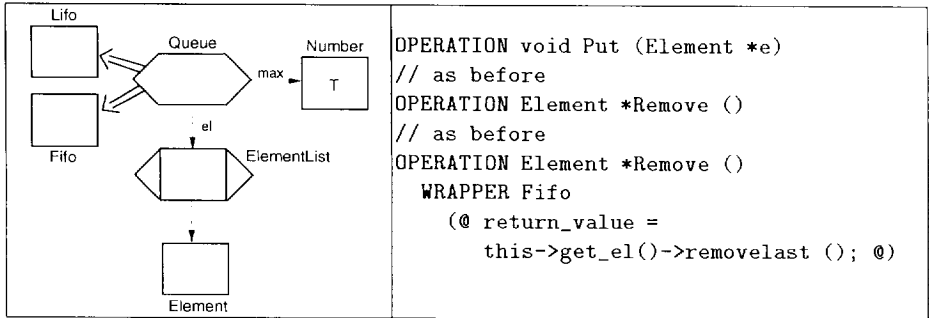 Lifo
Queue
Number
max
T
el
Fifo
ElementList
Element
OPERATION void Put (Element *e)
// as before
OPERATION Element *Remove ()
// as before
OPERATION Element *Remove ()
WRAPPER Fifo
(@ return_value =
this->get_el()->removelast (); @)